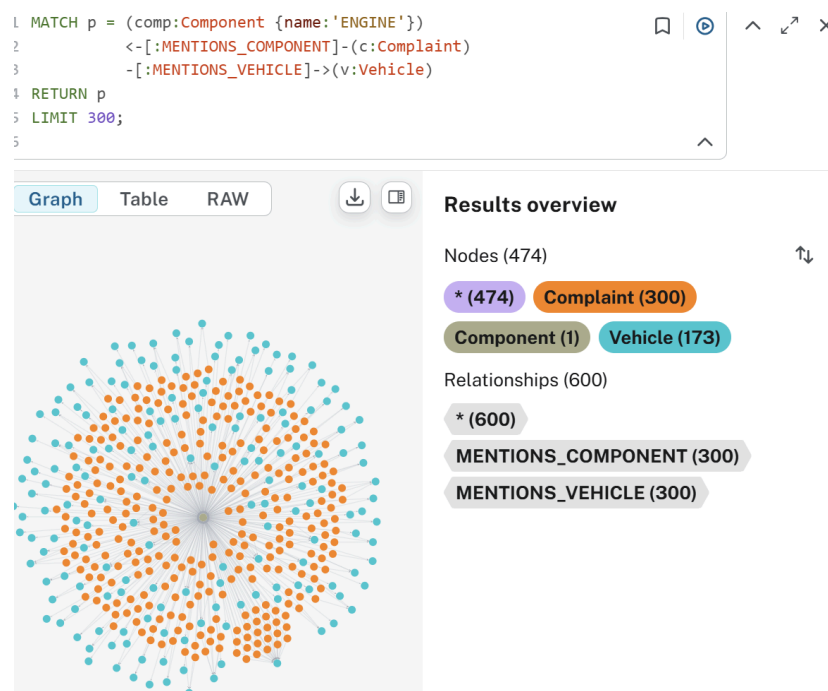 1 MATCH p = (comp:Component {name:'ENGINE'})
2 <-[:MENTIONS_COMPONENT]-(c:Complaint)
3 -[:MENTIONS_VEHICLE]->(v:Vehicle)
4 RETURN p
5 LIMIT 300;
6
Graph Table RAW
Results overview
Nodes (474)
* (474) Complaint (300)
Component (1) Vehicle (173)
Relationships (600)
* (600)
MENTIONS_COMPONENT (300)
MENTIONS_VEHICLE (300)